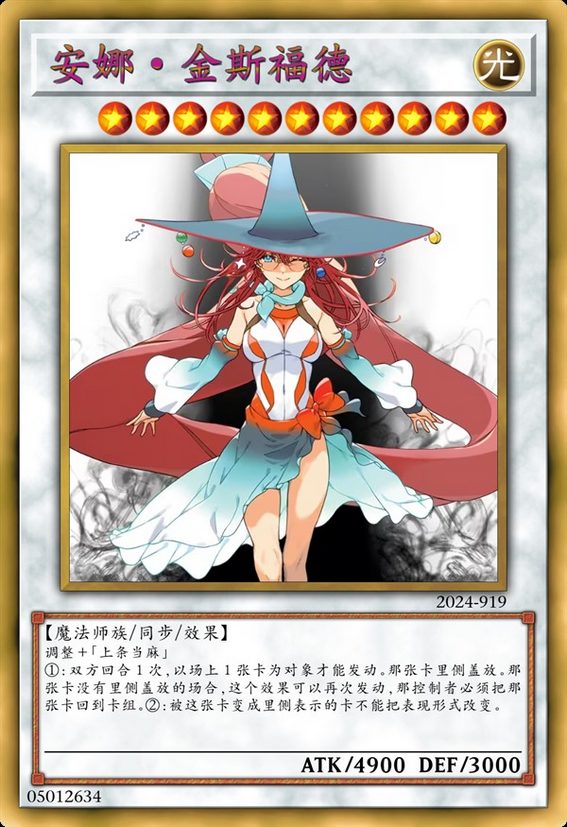 安娜·金斯福德
光
2024-919
【魔法师族/同步/效果】
调整+「上条当麻」
①:双方回合1次,以场上1张卡为对象才能发动。那张卡里侧盖放。那
张卡没有里侧盖放的场合,这个效果可以再次发动,那控制者必须把那
张卡回到卡组。②:被这张卡变成里侧表示的卡不能把表现形式改变。
ATK/4900 DEF/3000
05012634